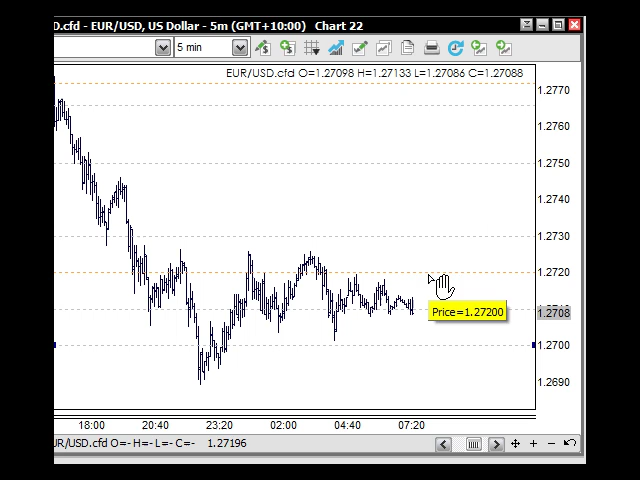 D.cfd - EUR/USD, US Dollar - 5m (GMT+10:00) Chart 22
5 min
EUR/USD.cfd O=1.27098 H=1.27133 L=1.27086 C=1.27088
1.2770
1.2760
1.2750
1.2740
1.2730
1.2720
Price=1.27200
1.2708
1.2700
1.2690
18:00 20:40 23:20 02:00 04:40 07:20
UR/USD.cfd O=- H=- L=- C=- 1.27196